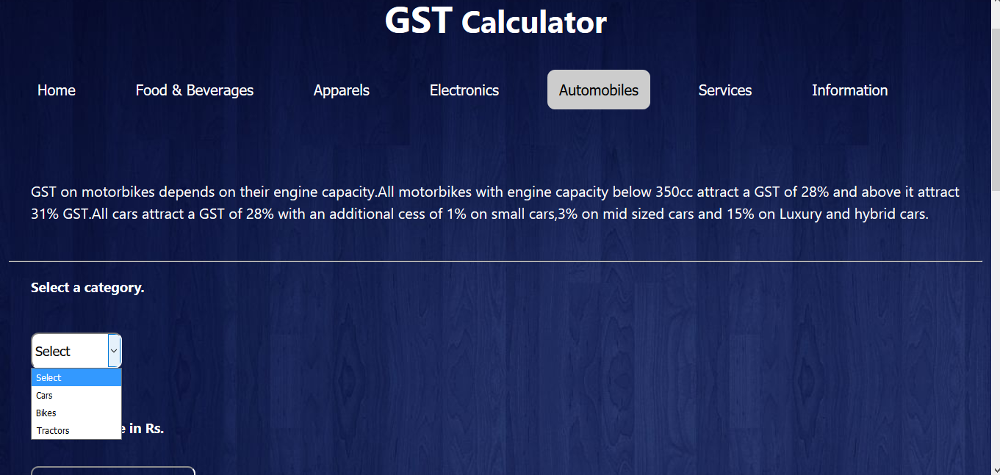 GST Calculator
Home Food & Beverages Apparels Electronics Automobiles Services Information
GST on motorbikes depends on their engine capacity.All motorbikes with engine capacity below 350cc attract a GST of 28% and above it attract
31% GST.All cars attract a GST of 28% with an additional cess of 1% on small cars,3% on mid sized cars and 15% on Luxury and hybrid cars.
Select a category.
Select
Select
Cars
Bikes
Tractors
in Rs.